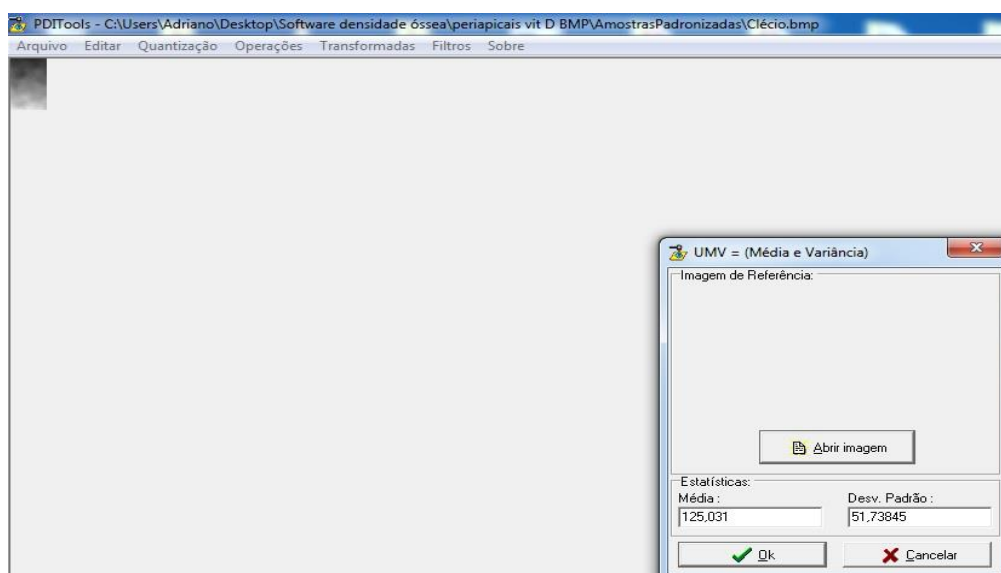 PDITools - C:\Users\Adriano\Desktop\Software densidade óssea\periapicais vit D BMP\AmostrasPadronizadas\Clécio.bmp
Arquivo Editar Quantização Operações Transformadas Filtros Sobre
UMV = (Média e Variância)
Imagem de Referência:
Abrir imagem
Estatísticas:
Média : Desv. Padrão :
125,031 51,73845
Ok Cancelar